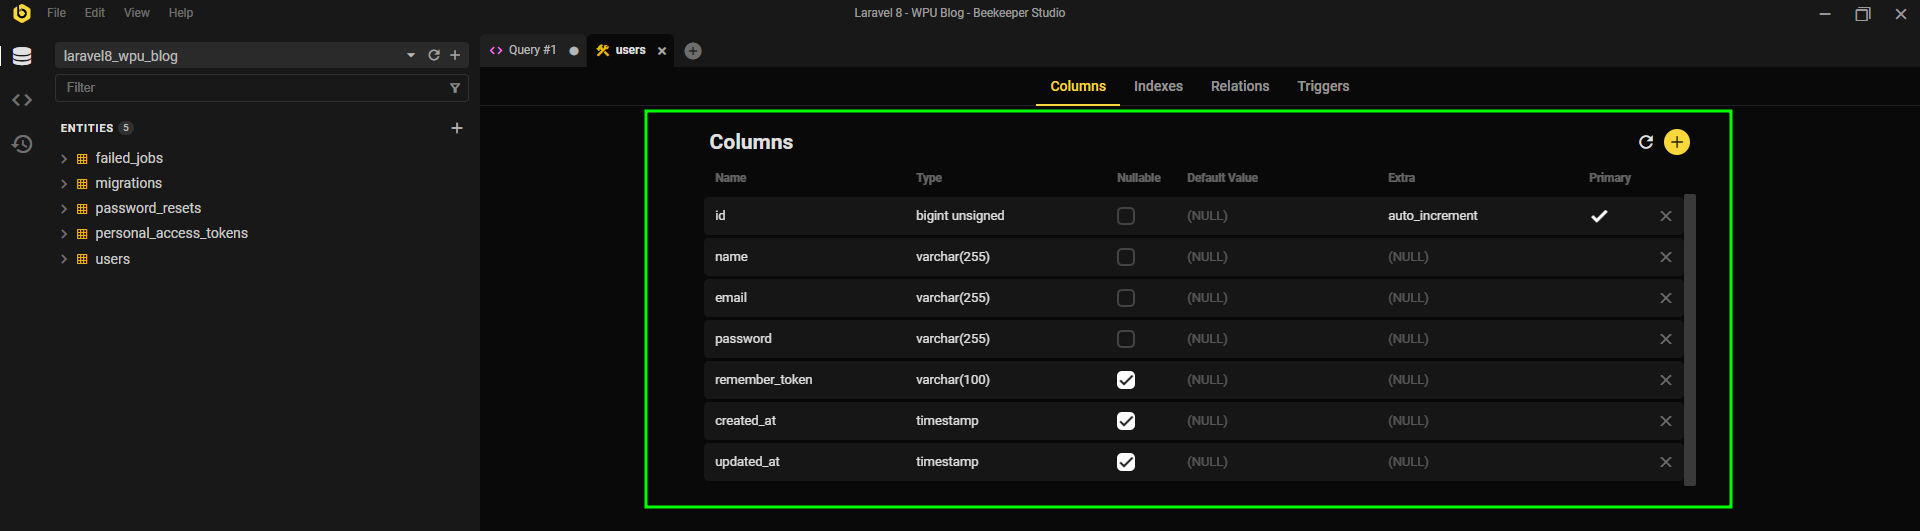 File Edit View Help
Laravel 8 - WPU Blog - Beekeeper Studio
laravel8_wpu_blog
Filter
ENTITIES 5
failed_jobs
migrations
password_resets
personal_access_tokens
users
Query #1
users
Columns Indexes Relations Triggers
Columns
Name Type Nullable Default Value Extra Primary
id bigint unsigned (NULL) auto_increment
name varchar(255) (NULL) (NULL)
email varchar(255) (NULL) (NULL)
password varchar(255) (NULL) (NULL)
remember_token varchar(100) (NULL) (NULL)
created_at timestamp (NULL) (NULL)
updated_at timestamp (NULL) (NULL)